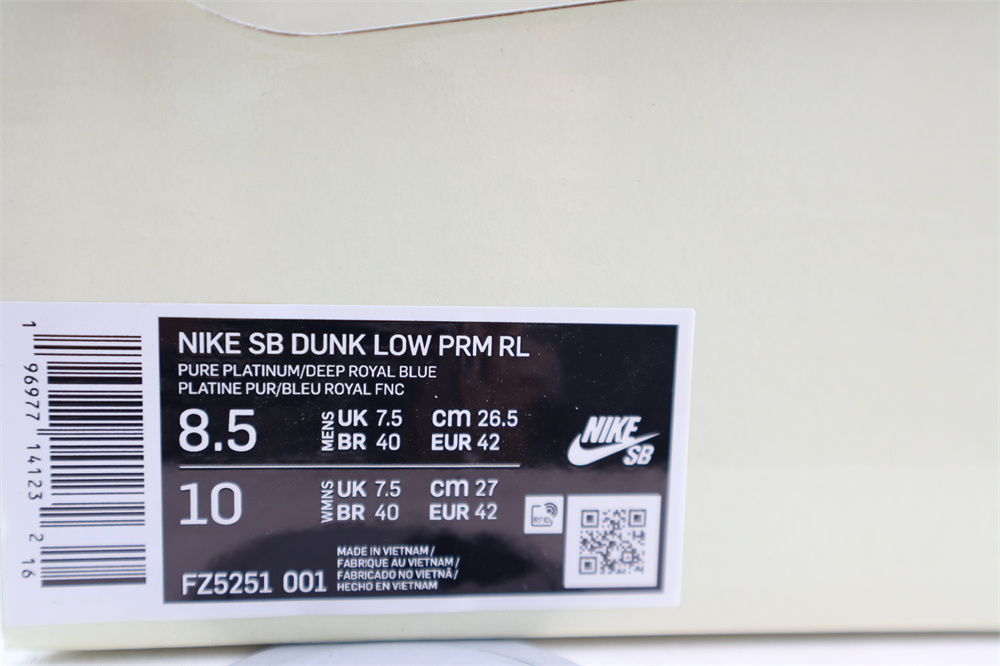 NIKE SB DUNK LOW PRM RL
PURE PLATINUM/DEEP ROYAL BLUE
PLATINE PUR/BLEU ROYAL FNC
8.5 MENS UK 7.5 cm 26.5
BR 40 EUR 42
10 WMNS UK 7.5 cm 27
BR 40 EUR 42
NIKE
SB
RFID
MADE IN VIETNAM /
FABRIQUE AU VIETNAM /
FABRICADO NO VIETNÃ /
HECHO EN VIETNAM
FZ5251 001
1 96977 14123 2 16